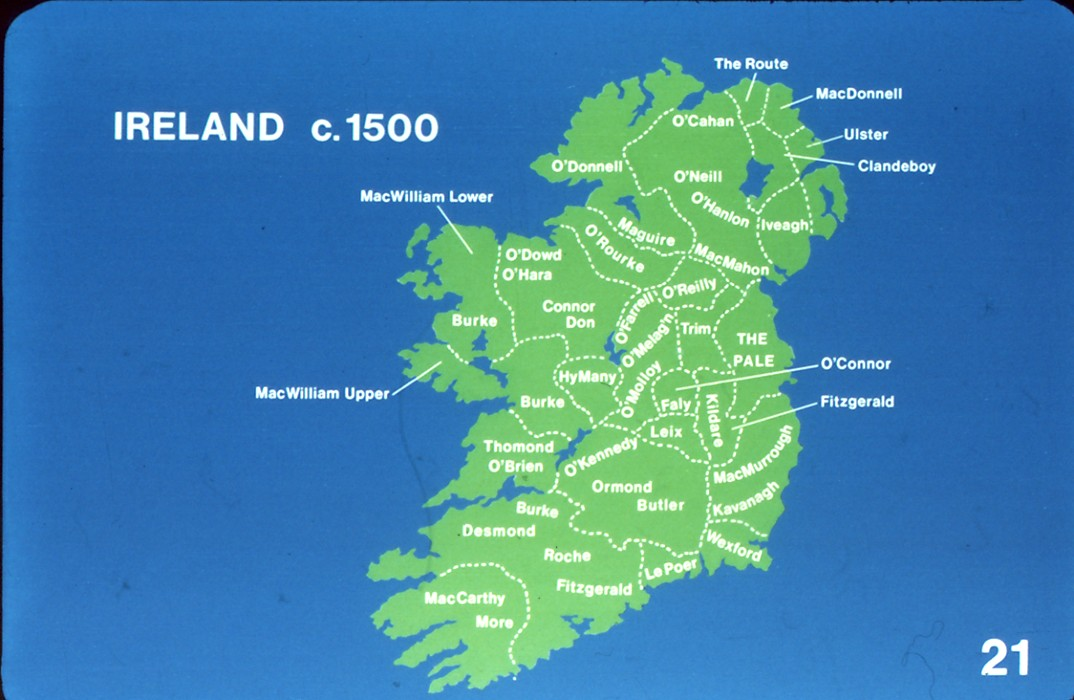 IRELAND c.1500
The Route
MacDonnell
O'Cahan
Ulster
O'Donnell
Clandeboy
O'Neill
MacWilliam Lower
O'Hanlon
Iveagh
Maguire
O'Rourke
MacMahon
O'Dowd
O'Hara
O'Reilly
Connor
Don
O'Farrell
Burke
O'Melag'n
Trim
THE
PALE
O'Connor
HyMany
MacWilliam Upper
O'Molloy
Faly
Kildare
Fitzgerald
Burke
Leix
Thomond
O'Brien
O'Kennedy
MacMurrough
Ormond
Butler
Kavanagh
Burke
Desmond
Wexford
Roche
Le Poer
Fitzgerald
MacCarthy
More
21